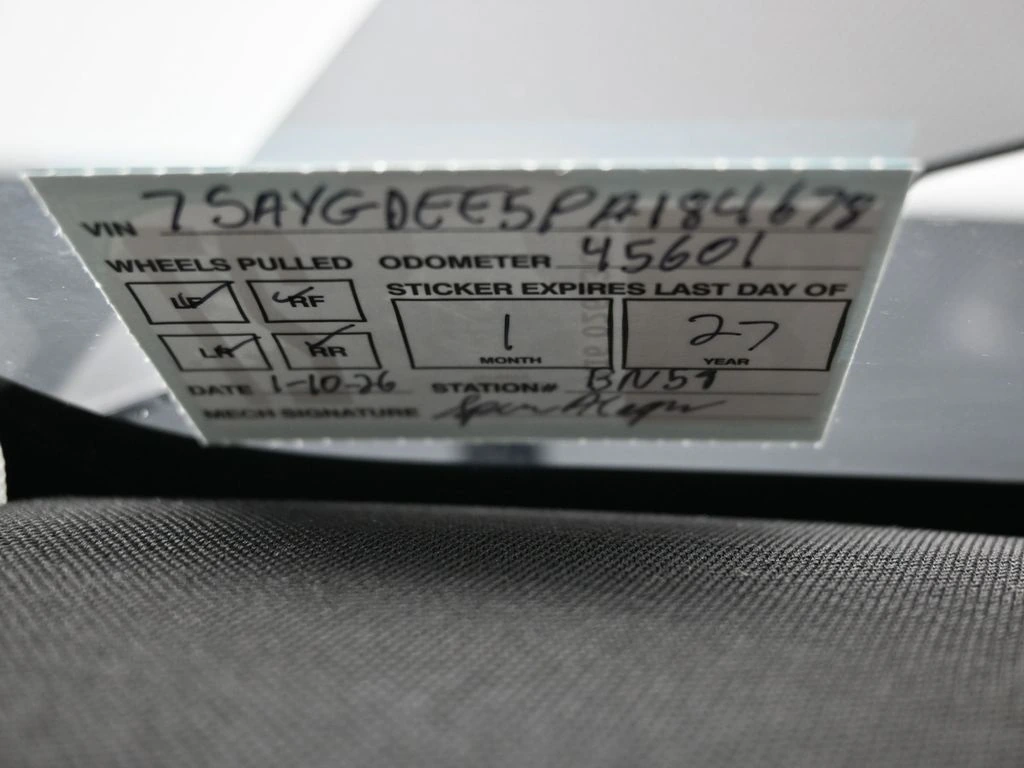 VIN 7SAYGDEE5PA184678
WHEELS PULLED ODOMETER 45601
LF RF STICKER EXPIRES LAST DAY OF
LR RR 1 27
MONTH YEAR
DATE 1-10-26 STATION# BN59
MECH SIGNATURE